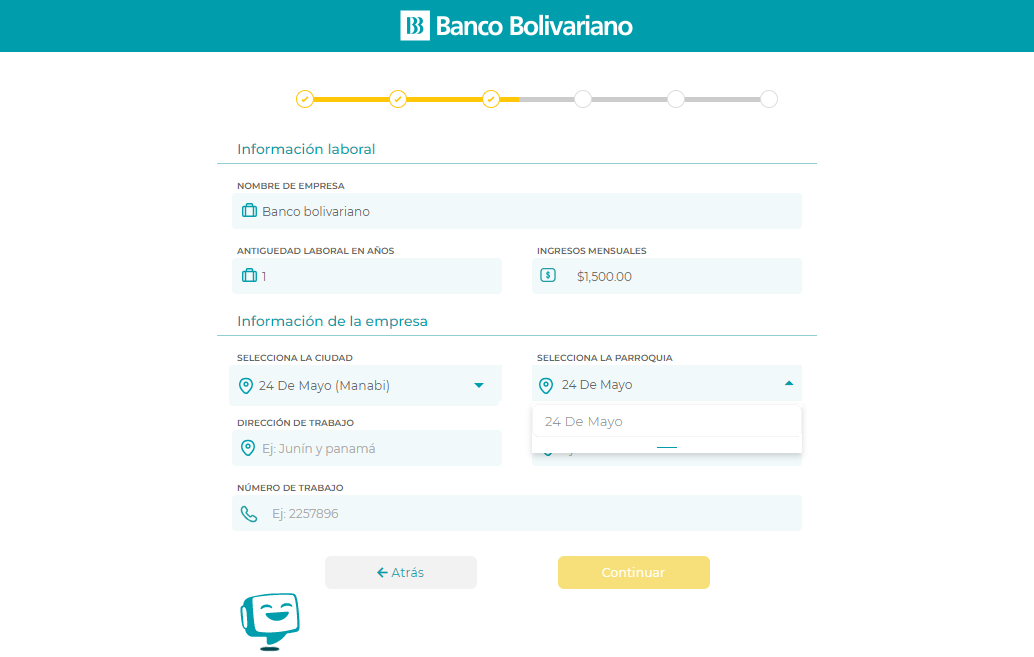 Banco Bolivariano
Información laboral
NOMBRE DE EMPRESA
Banco bolivariano
ANTIGUEDAD LABORAL EN AÑOS
INGRESOS MENSUALES
1
$1,500.00
Información de la empresa
SELECCIONA LA CIUDAD
SELECCIONA LA PARROQUIA
24 De Mayo (Manabi)
24 De Mayo
24 De Mayo
DIRECCIÓN DE TRABAJO
Ej: Junín y panamá
NÚMERO DE TRABAJO
Ej: 2257896
Atrás
Continuar